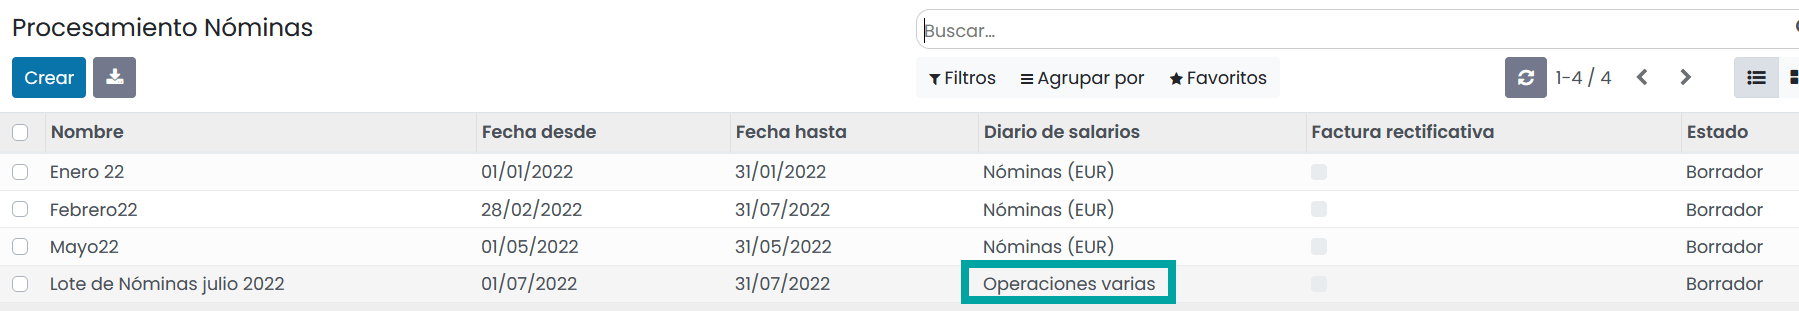 Procesamiento Nóminas
Buscar...
Crear
Filtros Agrupar por Favoritos
1-4 / 4
Nombre Fecha desde Fecha hasta Diario de salarios Factura rectificativa Estado
Enero 22 01/01/2022 31/01/2022 Nóminas (EUR) Borrador
Febrero22 28/02/2022 31/07/2022 Nóminas (EUR) Borrador
Mayo22 01/05/2022 31/05/2022 Nóminas (EUR) Borrador
Lote de Nóminas julio 2022 01/07/2022 31/07/2022 Operaciones varias Borrador